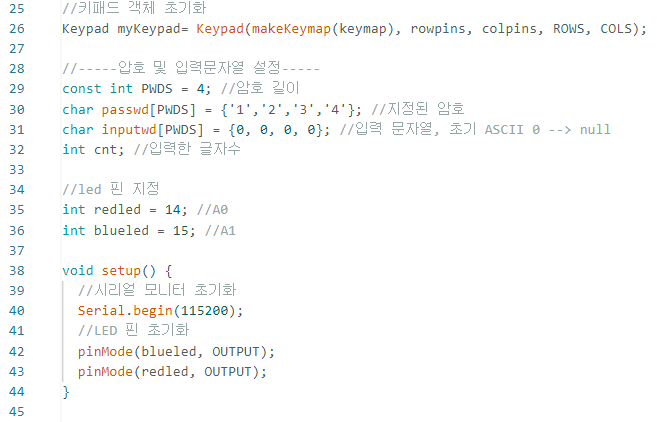 25 //키패드 객체 초기화
26 Keypad myKeypad= Keypad(makeKeymap(keymap), rowpins, colpins, ROWS, COLS);
27
28 //-----압호 및 입력문자열 설정-----
29 const int PWDS = 4; //암호 길이
30 char passwd[PWDS] = {'1','2','3','4'}; //지정된 암호
31 char inputwd[PWDS] = {0, 0, 0, 0}; //입력 문자열, 초기 ASCII 0 --> null
32 int cnt; //입력한 글자수
33
34 //led 핀 지정
35 int redled = 14; //A0
36 int blueled = 15; //A1
37
38 void setup() {
39 //시리얼 모니터 초기화
40 Serial.begin(115200);
41 //LED 핀 초기화
42 pinMode(blueled, OUTPUT);
43 pinMode(redled, OUTPUT);
44 }
45